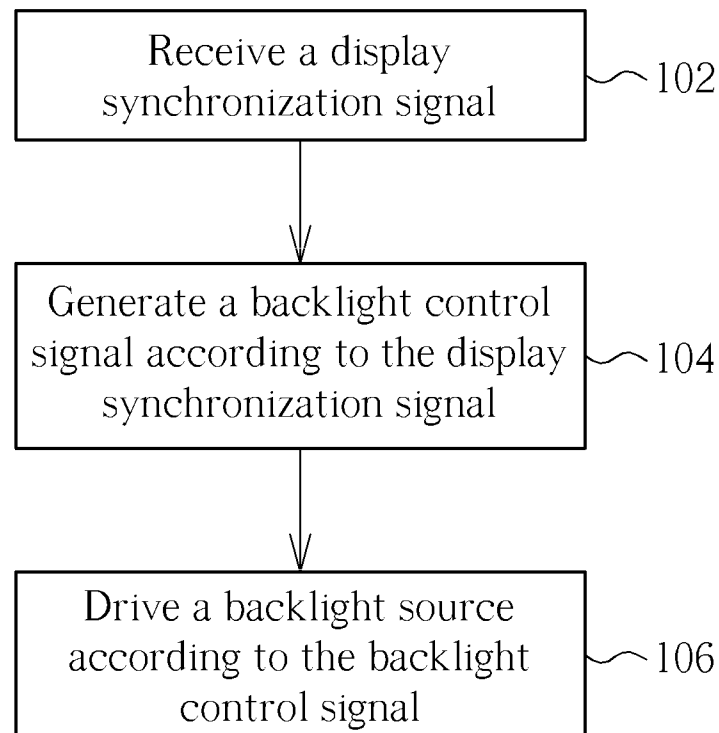 Receive a display
synchronization signal
102
Generate a backlight control
signal according to the display
synchronization signal
104
Drive a backlight source
according to the backlight
control signal
106